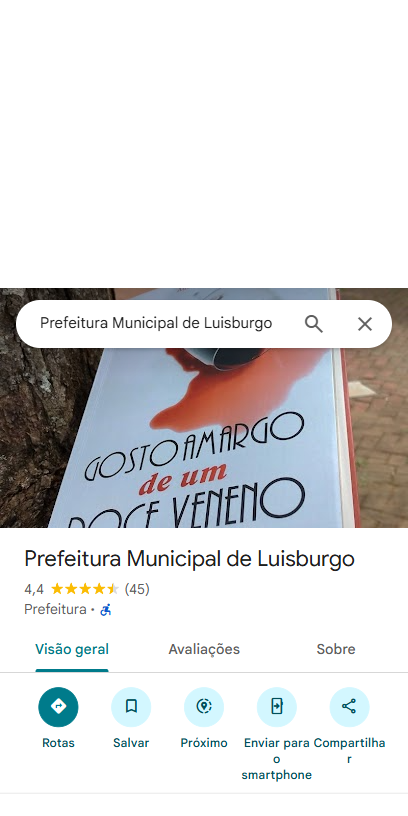 Prefeitura Municipal de Luisburgo
GOSTO AMARGO
de um
DOCE VENENO
Prefeitura Municipal de Luisburgo
4,4 (45)
Prefeitura ·
Visão geral Avaliações Sobre
Rotas Salvar Próximo Enviar para o smartphone Compartilhar